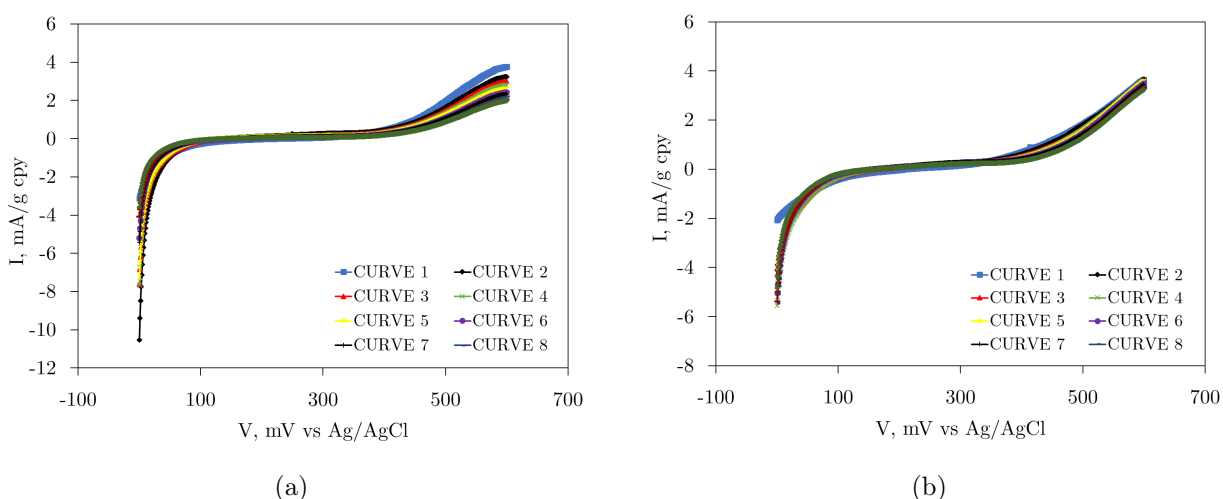 6
4
2
0
-2
-4
-6
-8
-10
-12
-100 100 300 500 700
I, mA/g cpy
V, mV vs Ag/AgCl
CURVE 1 CURVE 2
CURVE 3 CURVE 4
CURVE 5 CURVE 6
CURVE 7 CURVE 8
(a)
6
4
2
0
-2
-4
-6
-8
-100 100 300 500 700
I, mA/g cpy
V, mV vs Ag/AgCl
CURVE 1 CURVE 2
CURVE 3 CURVE 4
CURVE 5 CURVE 6
CURVE 7 CURVE 8
(b)